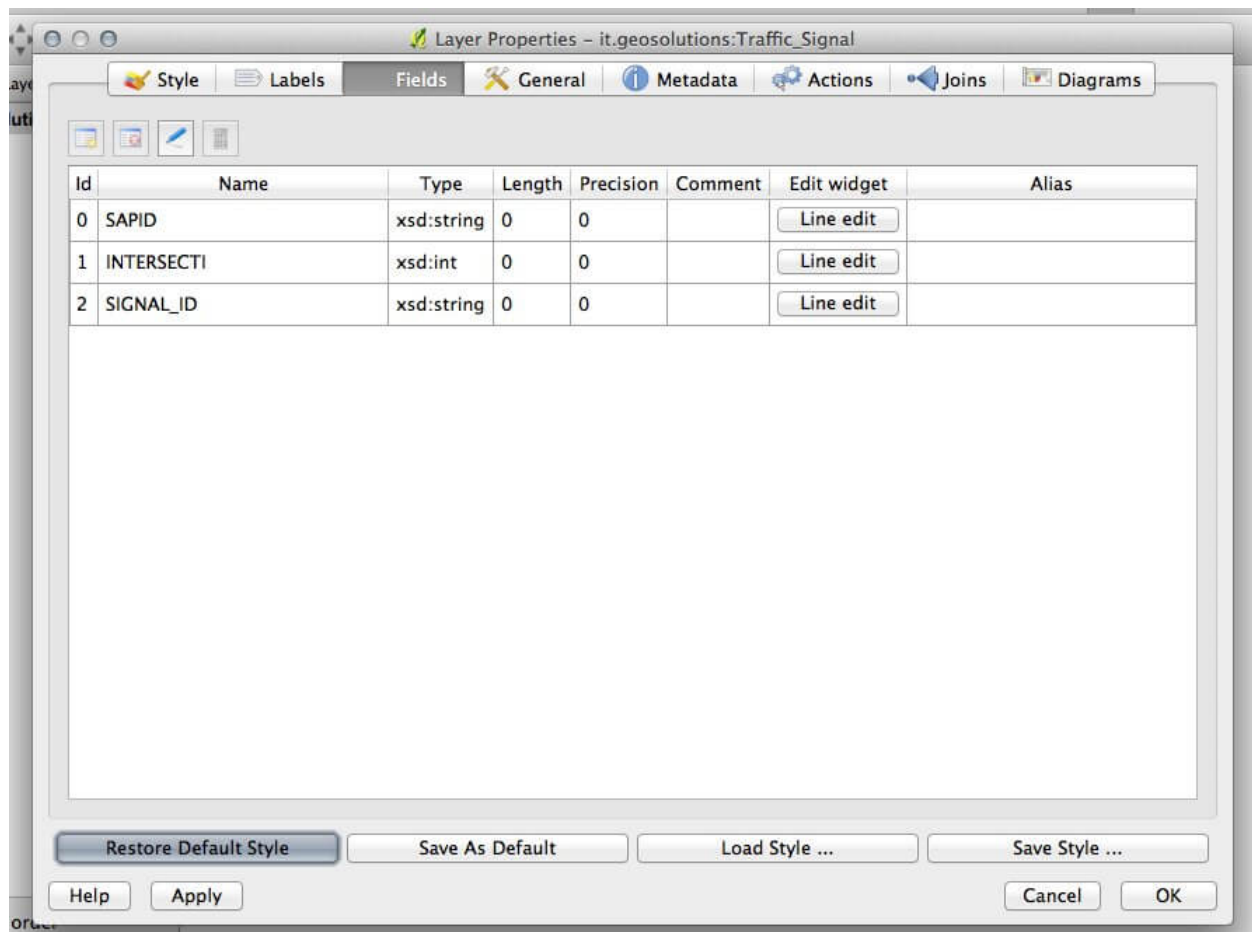 Layer Properties – it.geosolutions:Traffic_Signal
Style Labels Fields General Metadata Actions Joins Diagrams
Id Name Type Length Precision Comment Edit widget Alias
0 SAPID xsd:string 0 0 Line edit
1 INTERSECTI xsd:int 0 0 Line edit
2 SIGNAL_ID xsd:string 0 0 Line edit
Restore Default Style Save As Default Load Style ... Save Style ...
Help Apply Cancel OK